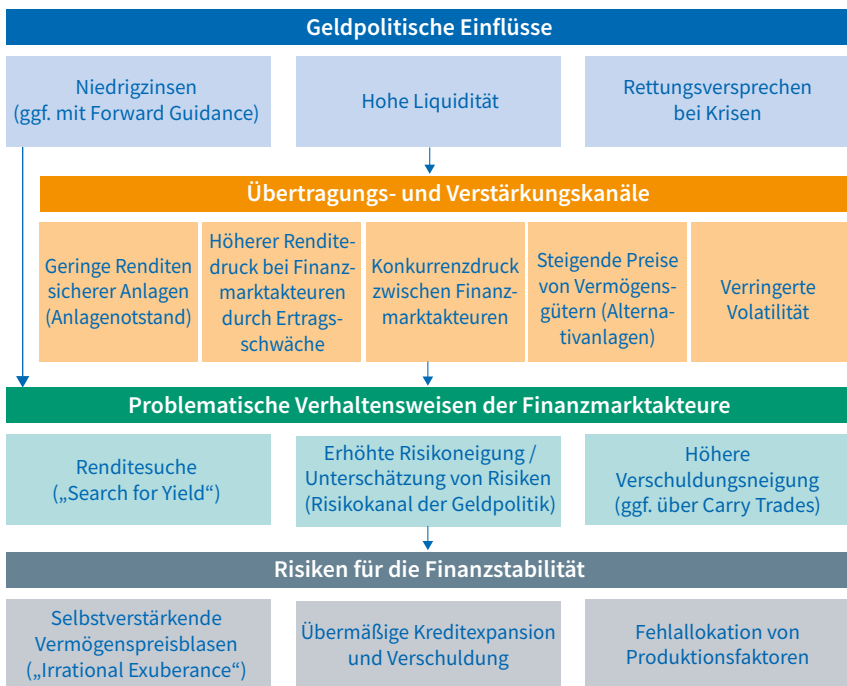 Geldpolitische Einflüsse
Niedrigzinsen
(ggf. mit Forward Guidance)
Hohe Liquidität
Rettungsversprechen
bei Krisen
Übertragungs- und Verstärkungskanäle
Geringe Renditen
sicherer Anlagen
(Anlagenotstand)
Höherer Rendite-
druck bei Finanz-
marktakteuren
durch Ertrags-
schwäche
Konkurrenzdruck
zwischen Finanz-
marktakteuren
Steigende Preise
von Vermögens-
gütern (Alterna-
tivanlagen)
Verringerte
Volatilität
Problematische Verhaltensweisen der Finanzmarktakteure
Renditesuche
(„Search for Yield“)
Erhöhte Risikoneigung /
Unterschätzung von Risiken
(Risikokanal der Geldpolitik)
Höhere
Verschuldungsneigung
(ggf. über Carry Trades)
Risiken für die Finanzstabilität
Selbstverstärkende
Vermögenspreisblasen
(„Irrational Exuberance“)
Übermäßige Kreditexpansion
und Verschuldung
Fehlallokation von
Produktionsfaktoren